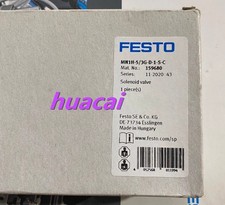 FESTO
MN1H-5/3G-D-1-S-C
Mat. No.: 159680
Series: 11-2020 43
Solenoid valve
1 piece(s)
huacai
Festo SE & Co. KG
DE 73734 Esslingen
Made in Hungary
www.festo.com/sp